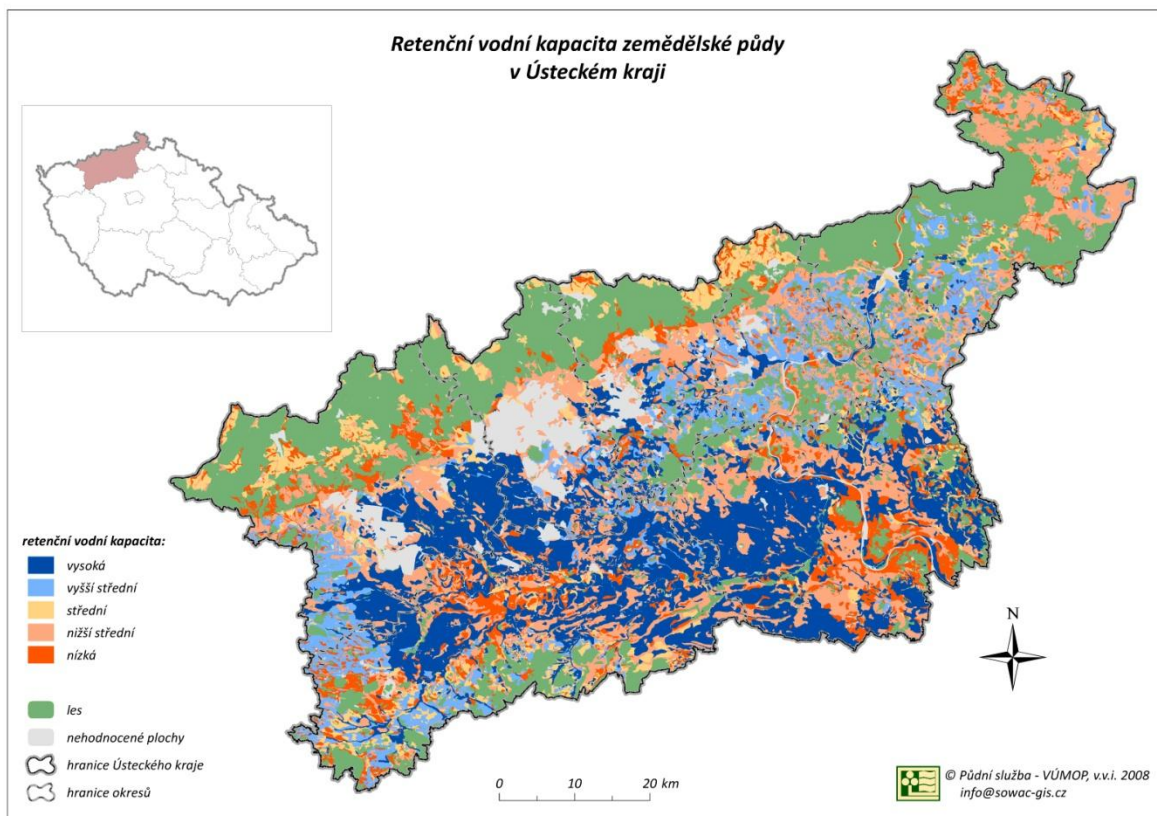 Retenční vodní kapacita zemědělské půdy
v Ústeckém kraji
retenční vodní kapacita:
vysoká
vyšší střední
střední
nižší střední
nízká
les
nehodnocené plochy
hranice Ústeckého kraje
hranice okresů
0 10 20 km
N
© Půdní služba - VÚMOP, v.v.i. 2008
info@sowac-gis.cz